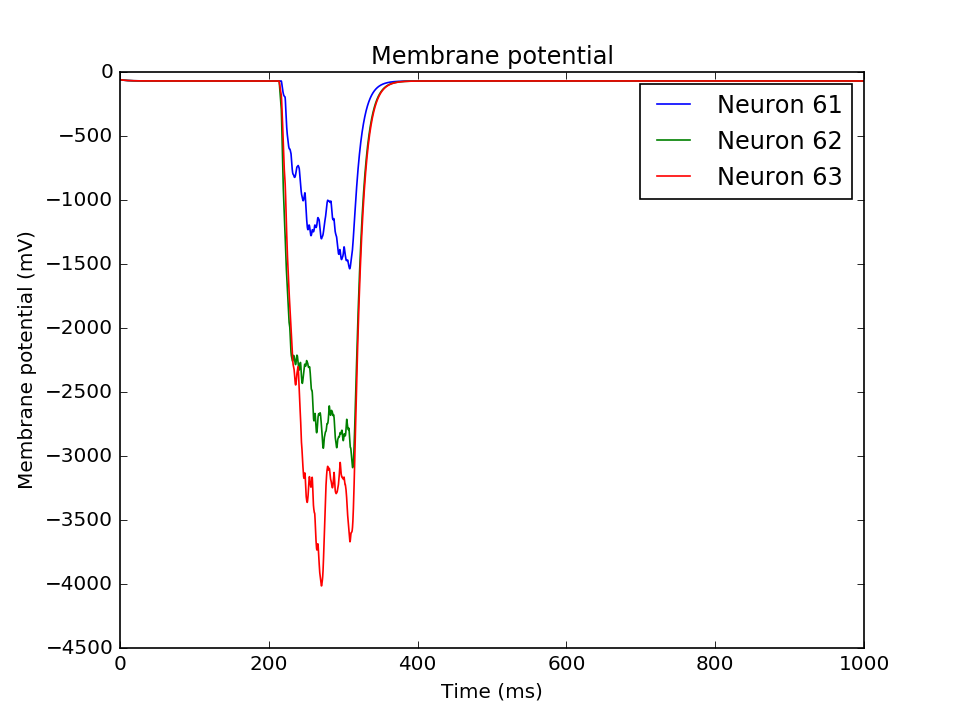 Membrane potential
Membrane potential (mV)
0
−500
−1000
−1500
−2000
−2500
−3000
−3500
−4000
−4500
Neuron 61
Neuron 62
Neuron 63
0 200 400 600 800 1000
Time (ms)